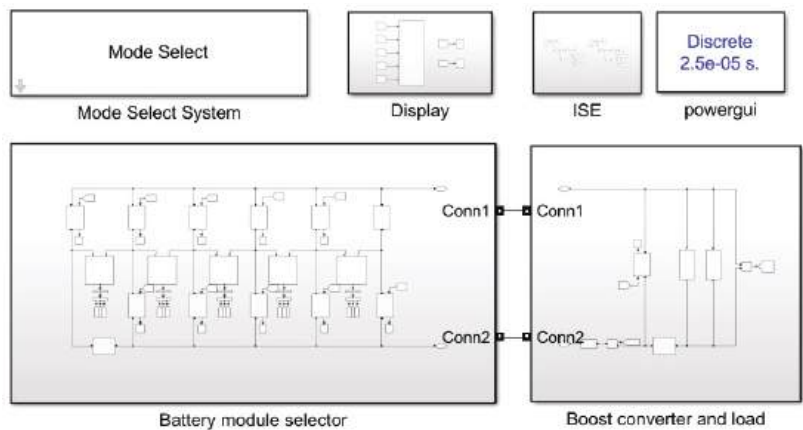 Mode Select
Discrete
2.5e-05 s.
Mode Select System
Display
ISE
powergui
Conn1
Conn1
Conn2
Conn2
Battery module selector
Boost converter and load